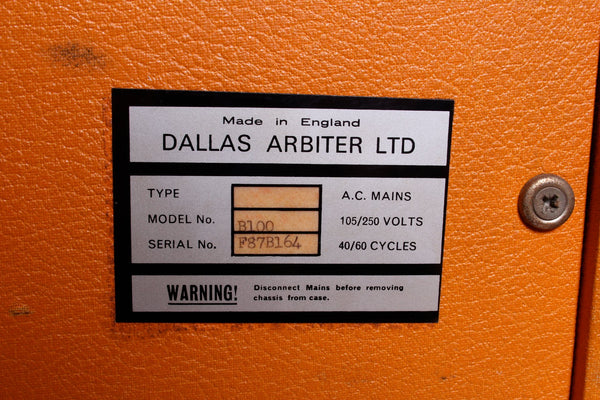 Made in England
DALLAS ARBITER LTD
TYPE
A.C. MAINS
MODEL No. B100
105/250 VOLTS
SERIAL No. F87B164
40/60 CYCLES
WARNING! Disconnect Mains before removing
chassis from case.